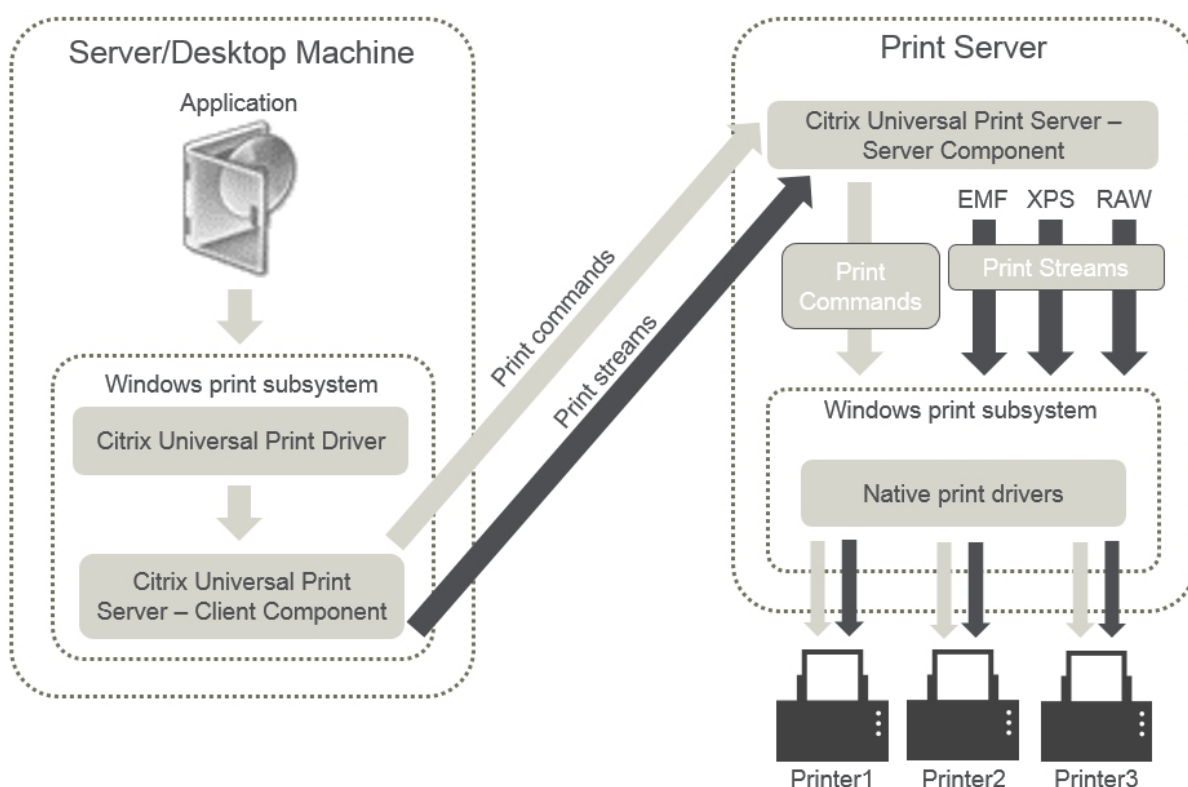 Server/Desktop Machine
Application
Windows print subsystem
Citrix Universal Print Driver
Citrix Universal Print
Server – Client Component
Print commands
Print streams
Print Server
Citrix Universal Print Server –
Server Component
EMF XPS RAW
Print
Commands
Print Streams
Windows print subsystem
Native print drivers
Printer1
Printer2
Printer3